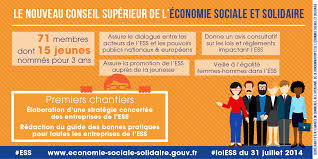 LE NOUVEAU CONSEIL SUPÉRIEUR DE L'ÉCONOMIE SOCIALE ET SOLIDAIRE
71 membres
dont 15 jeunes
nommés pour 3 ans
Assure le dialogue entre les
acteurs de l'ESS et les pouvoirs
publics nationaux & européens
Donne un avis consultatif
sur les lois et règlements
impactant l'ESS
Assure la promotion de l'ESS
auprès de la jeunesse
Veille à l'égalité
femmes-hommes dans l'ESS
Premiers chantiers
Élaboration d'une stratégie concertée
des entreprises de l'ESS
Rédaction du guide des bonnes pratiques
pour toutes les entreprises de l'ESS
#ESS
www.economie-sociale-solidaire.gouv.fr
#loiESS du 31 juillet 2014